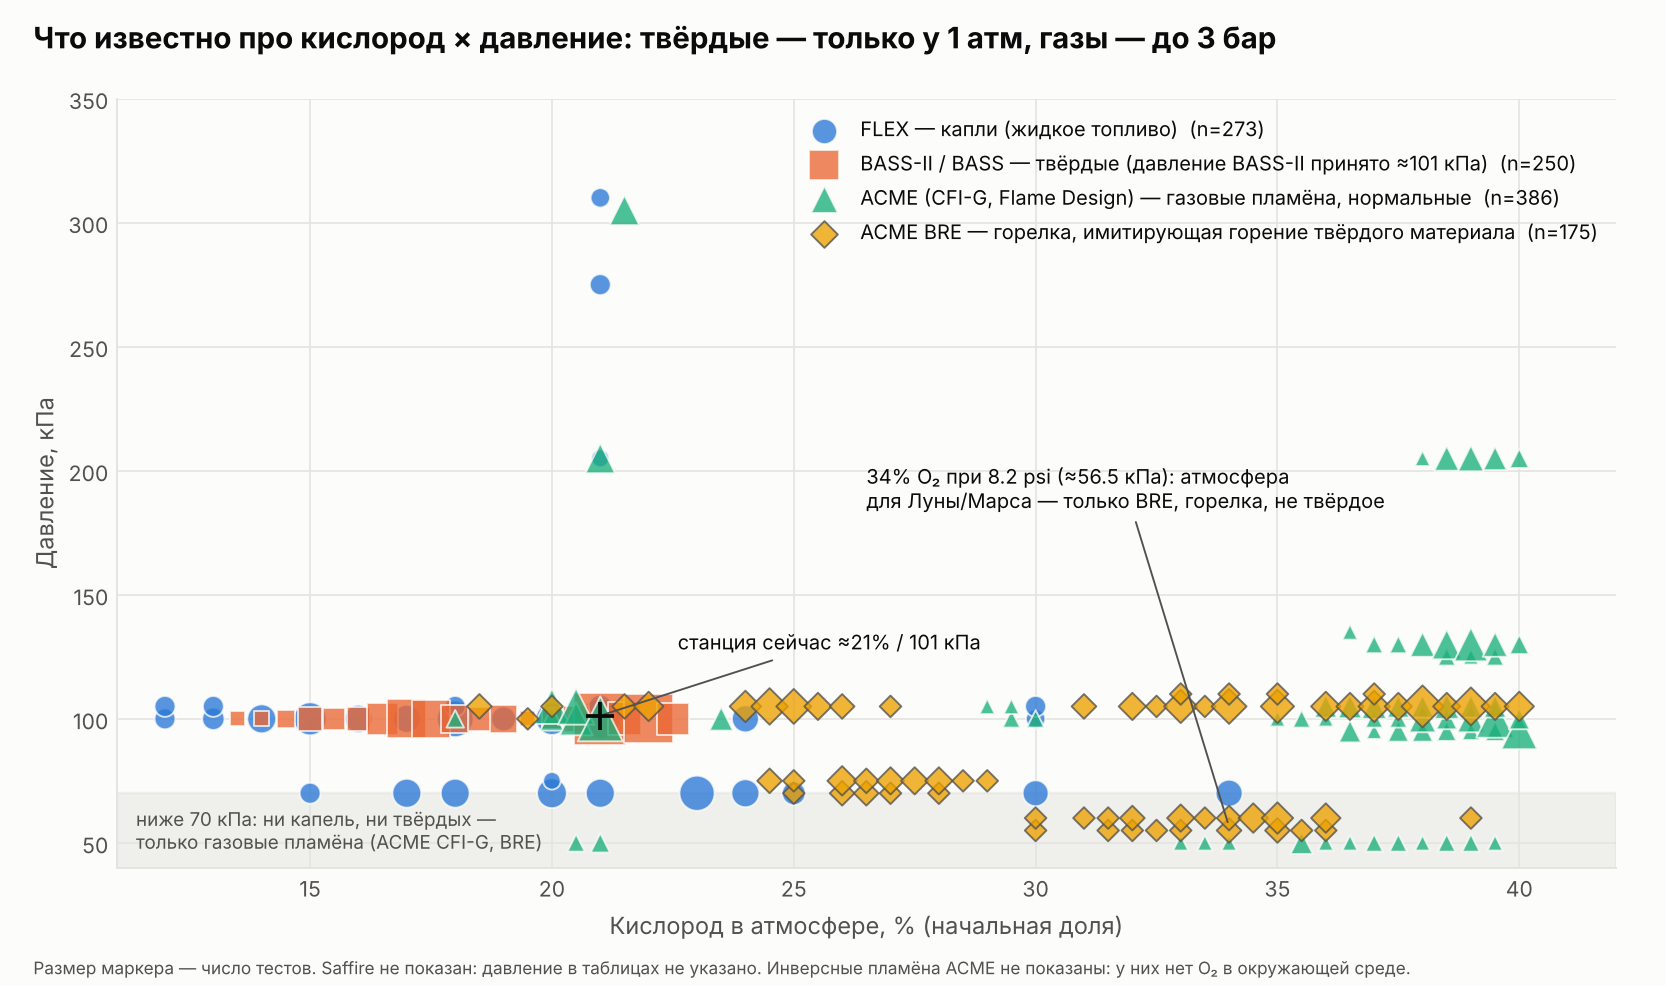 Что известно про кислород × давление: твёрдые — только у 1 атм, газы — до 3 бар
350
300
250
200
150
100
50
Давление, кПа
FLEX — капли (жидкое топливо) (n=273)
BASS-II / BASS — твёрдые (давление BASS-II принято ≈101 кПа) (n=250)
ACME (CFI-G, Flame Design) — газовые пламёна, нормальные (n=386)
ACME BRE — горелка, имитирующая горение твёрдого материала (n=175)
34% O₂ при 8.2 psi (≈56.5 кПа): атмосфера
для Луны/Марса — только BRE, горелка, не твёрдое
станция сейчас ≈21% / 101 кПа
ниже 70 кПа: ни капель, ни твёрдых —
только газовые пламёна (ACME CFI-G, BRE)
15 20 25 30 35 40
Кислород в атмосфере, % (начальная доля)
Размер маркера — число тестов. Saffire не показан: давление в таблицах не указано. Инверсные пламёна ACME не показаны: у них нет O₂ в окружающей среде.